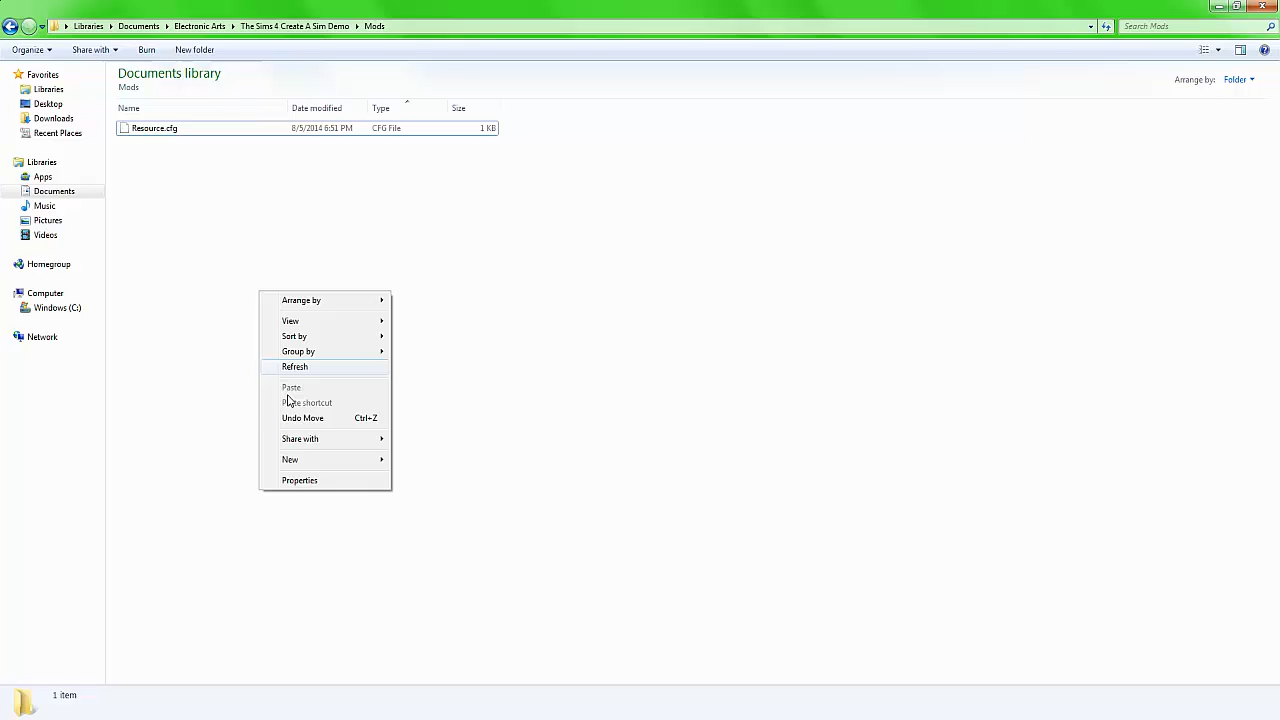 Libraries Documents Electronic Arts The Sims 4 Create A Sim Demo Mods
Search Mods
Organize Share with Burn New folder
Favorites
Libraries
Desktop
Downloads
Recent Places
Libraries
Apps
Documents
Music
Pictures
Videos
Homegroup
Computer
Windows (C:)
Network
Documents library
Mods
Arrange by: Folder
Name Date modified Type Size
Resource.cfg 8/5/2014 6:51 PM CFG File 1 KB
Arrange by
View
Sort by
Group by
Refresh
Paste
Paste shortcut
Undo Move Ctrl+Z
Share with
New
Properties
1 item